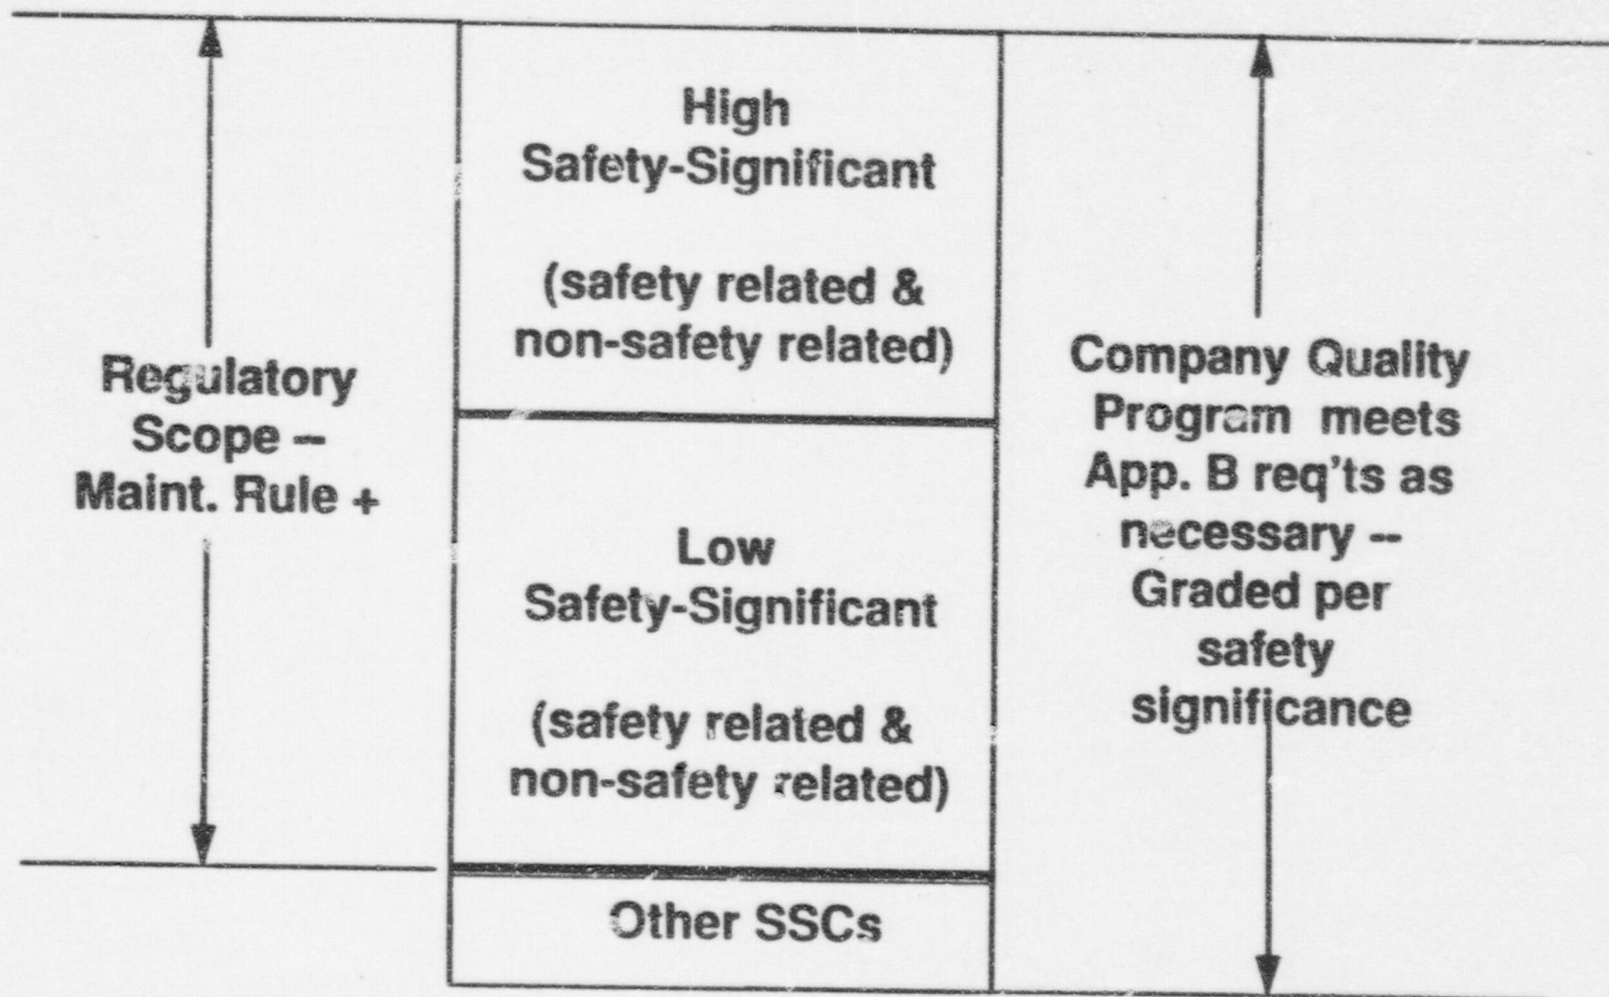 High
Safety-Significant
(safety related &
non-safety related)
Regulatory
Scope --
Maint. Rule +
Low
Safety-Significant
(safety related &
non-safety related)
Other SSCs
Company Quality
Program meets
App. B req'ts as
necessary --
Graded per
safety
significance